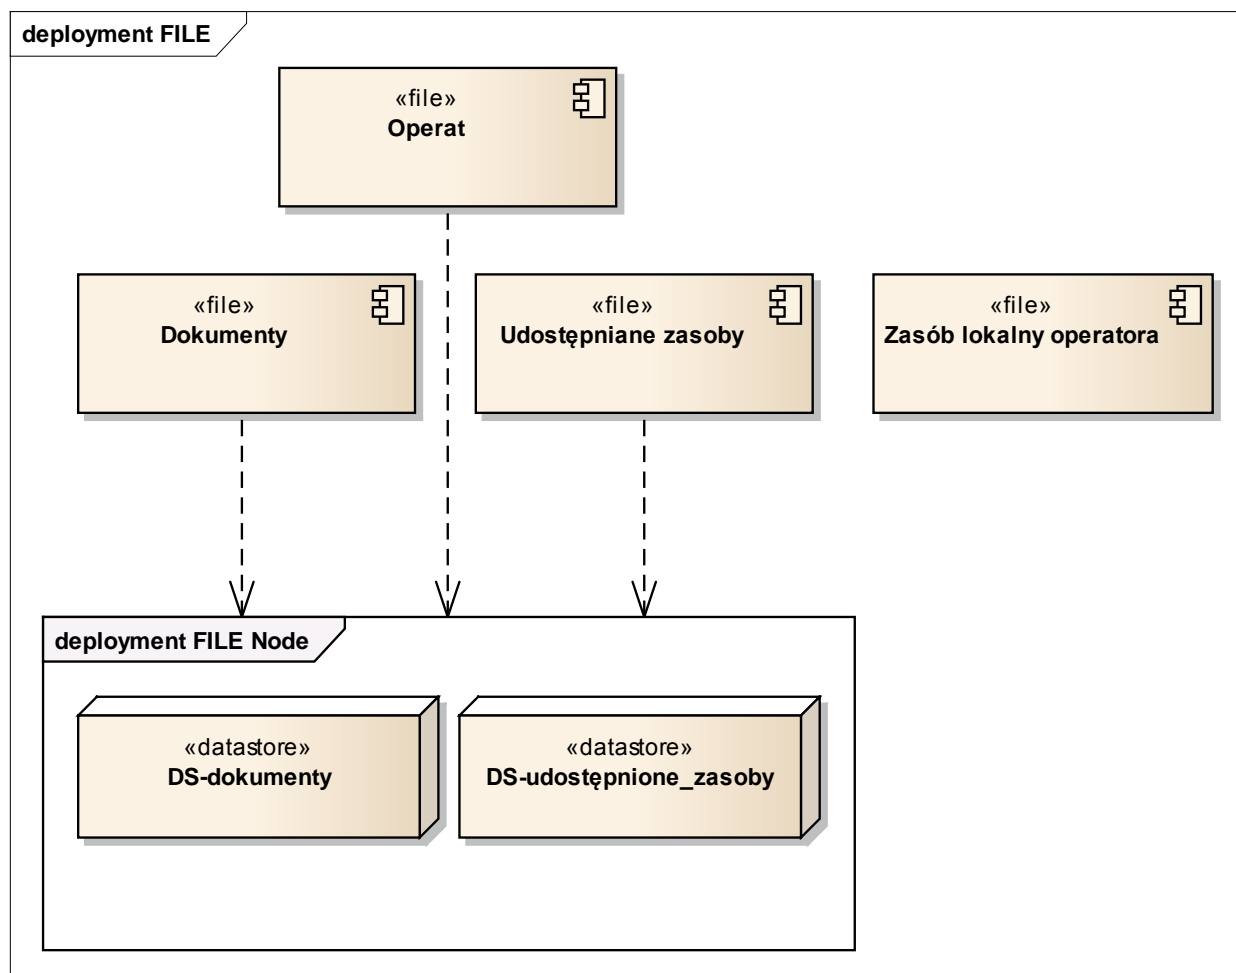 deployment FILE
«file»
Operat
«file»
Dokumenty
«file»
Udostępniane zasoby
«file»
Zasób lokalny operatora
deployment FILE Node
«datastore»
DS-dokumenty
«datastore»
DS-udostępnione_zasoby